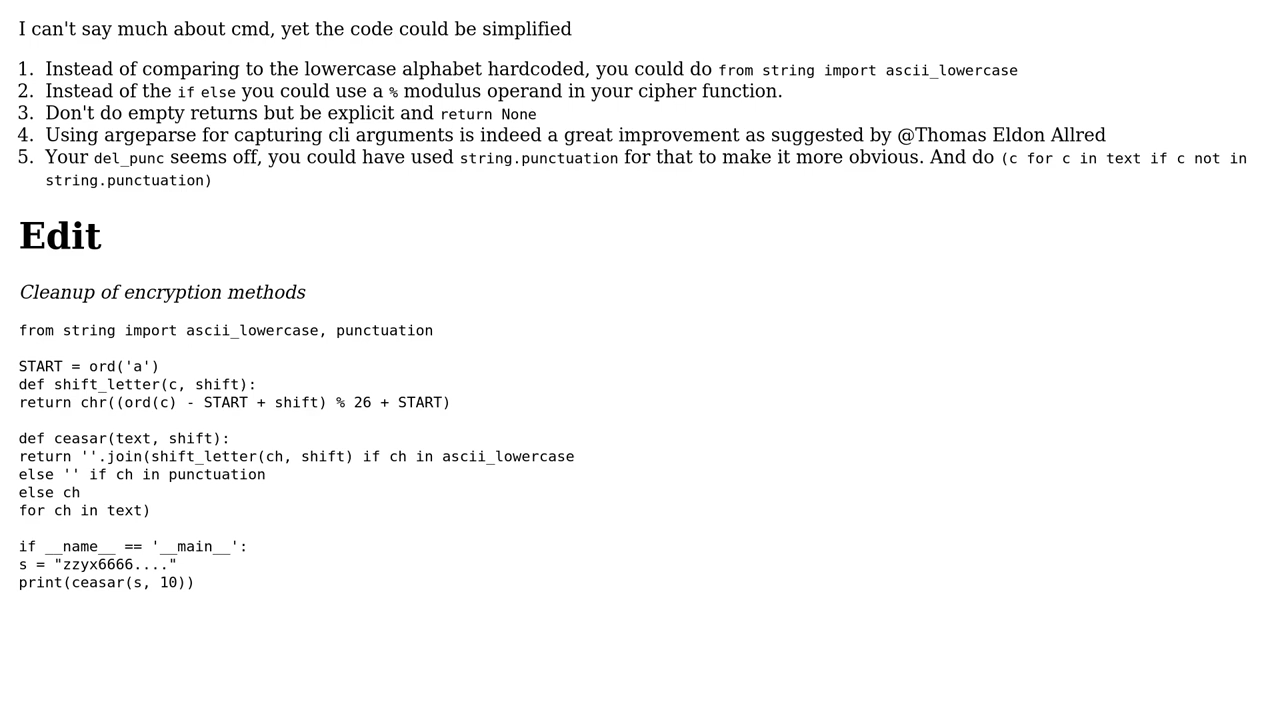 I can't say much about cmd, yet the code could be simplified
1. Instead of comparing to the lowercase alphabet hardcoded, you could do from string import ascii_lowercase
2. Instead of the if else you could use a % modulus operand in your cipher function.
3. Don't do empty returns but be explicit and return None
4. Using argeparse for capturing cli arguments is indeed a great improvement as suggested by @Thomas Eldon Allred
5. Your del_punc seems off, you could have used string.punctuation for that to make it more obvious. And do (c for c in text if c not in
string.punctuation)
Edit
Cleanup of encryption methods
from string import ascii_lowercase, punctuation
START = ord('a')
def shift_letter(c, shift):
return chr((ord(c) - START + shift) % 26 + START)
def ceasar(text, shift):
return ''.join(shift_letter(ch, shift) if ch in ascii_lowercase
else '' if ch in punctuation
else ch
for ch in text)
if __name__ == '__main__':
s = "zzyx6666...."
print(ceasar(s, 10))